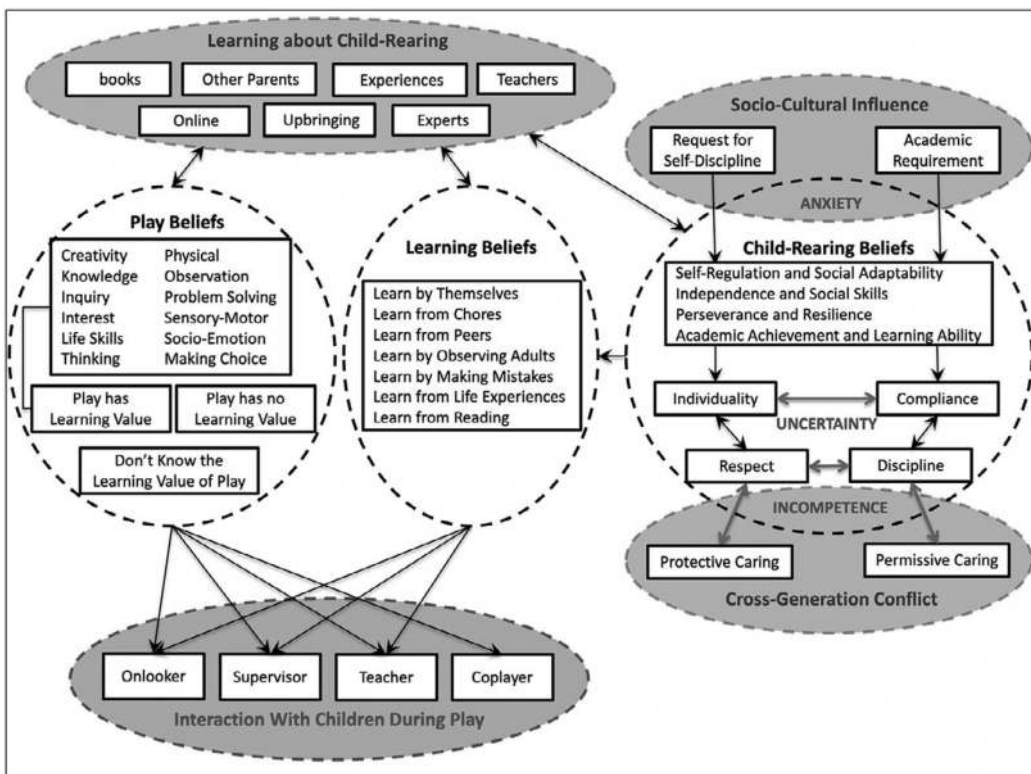 Learning about Child-Rearing
books
Other Parents
Experiences
Teachers
Online
Upbringing
Experts
Socio-Cultural Influence
Request for
Self-Discipline
Academic
Requirement
ANXIETY
Play Beliefs
Creativity Physical
Knowledge Observation
Inquiry Problem Solving
Interest Sensory-Motor
Life Skills Socio-Emotion
Thinking Making Choice
Play has
Learning Value
Play has no
Learning Value
Don't Know the
Learning Value of Play
Learning Beliefs
Learn by Themselves
Learn from Chores
Learn from Peers
Learn by Observing Adults
Learn by Making Mistakes
Learn from Life Experiences
Learn from Reading
Child-Rearing Beliefs
Self-Regulation and Social Adaptability
Independence and Social Skills
Perseverance and Resilience
Academic Achievement and Learning Ability
Individuality
Compliance
UNCERTAINTY
Respect
Discipline
INCOMPETENCE
Protective Caring
Permissive Caring
Cross-Generation Conflict
Onlooker
Supervisor
Teacher
Coplayer
Interaction With Children During Play